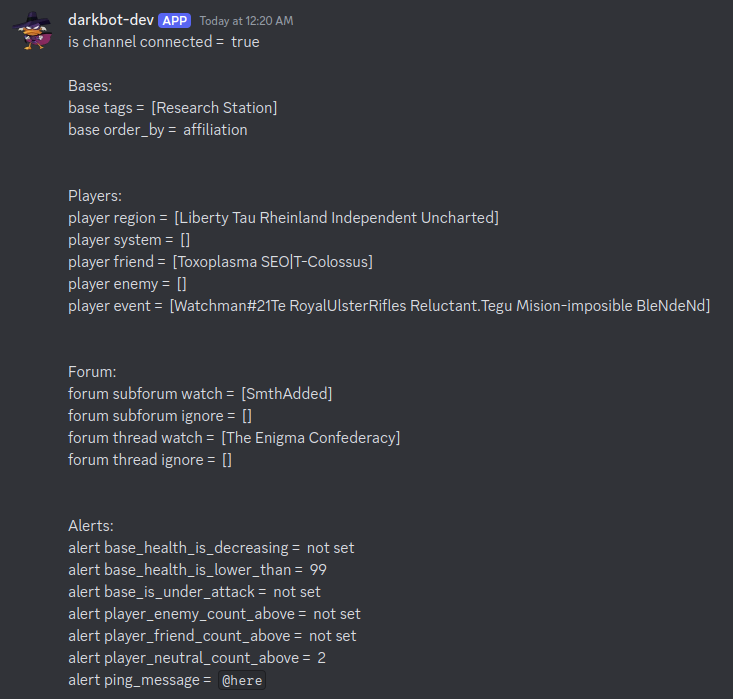 darkbot-dev APP Today at 12:20 AM
is channel connected = true
Bases:
base tags = [Research Station]
base order_by = affiliation
Players:
player region = [Liberty Tau Rheinland Independent Uncharted]
player system = []
player friend = [Toxoplasma SEO|T-Colossus]
player enemy = []
player event = [Watchman#21Te RoyalUlsterRifles Reluctant.Tegu Mision-imposible BleNdeNd]
Forum:
forum subforum watch = [SmthAdded]
forum subforum ignore = []
forum thread watch = [The Enigma Confederacy]
forum thread ignore = []
Alerts:
alert base_health_is_decreasing = not set
alert base_health_is_lower_than = 99
alert base_is_under_attack = not set
alert player_enemy_count_above = not set
alert player_friend_count_above = not set
alert player_neutral_count_above = 2
alert ping_message = @here